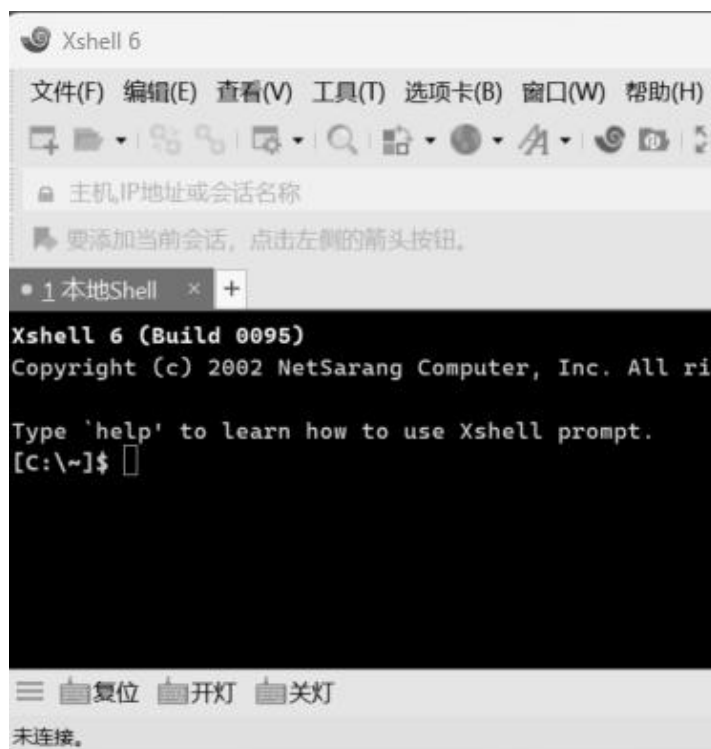 Xshell 6
文件(F) 编辑(E) 查看(V) 工具(T) 选项卡(B) 窗口(W) 帮助(H)
主机,IP地址或会话名称
要添加当前会话，点击左侧的箭头按钮。
1 本地Shell × +
Xshell 6 (Build 0095)
Copyright (c) 2002 NetSarang Computer, Inc. All ri
Type `help' to learn how to use Xshell prompt.
[C:\~]$
复位 开灯 关灯
未连接。